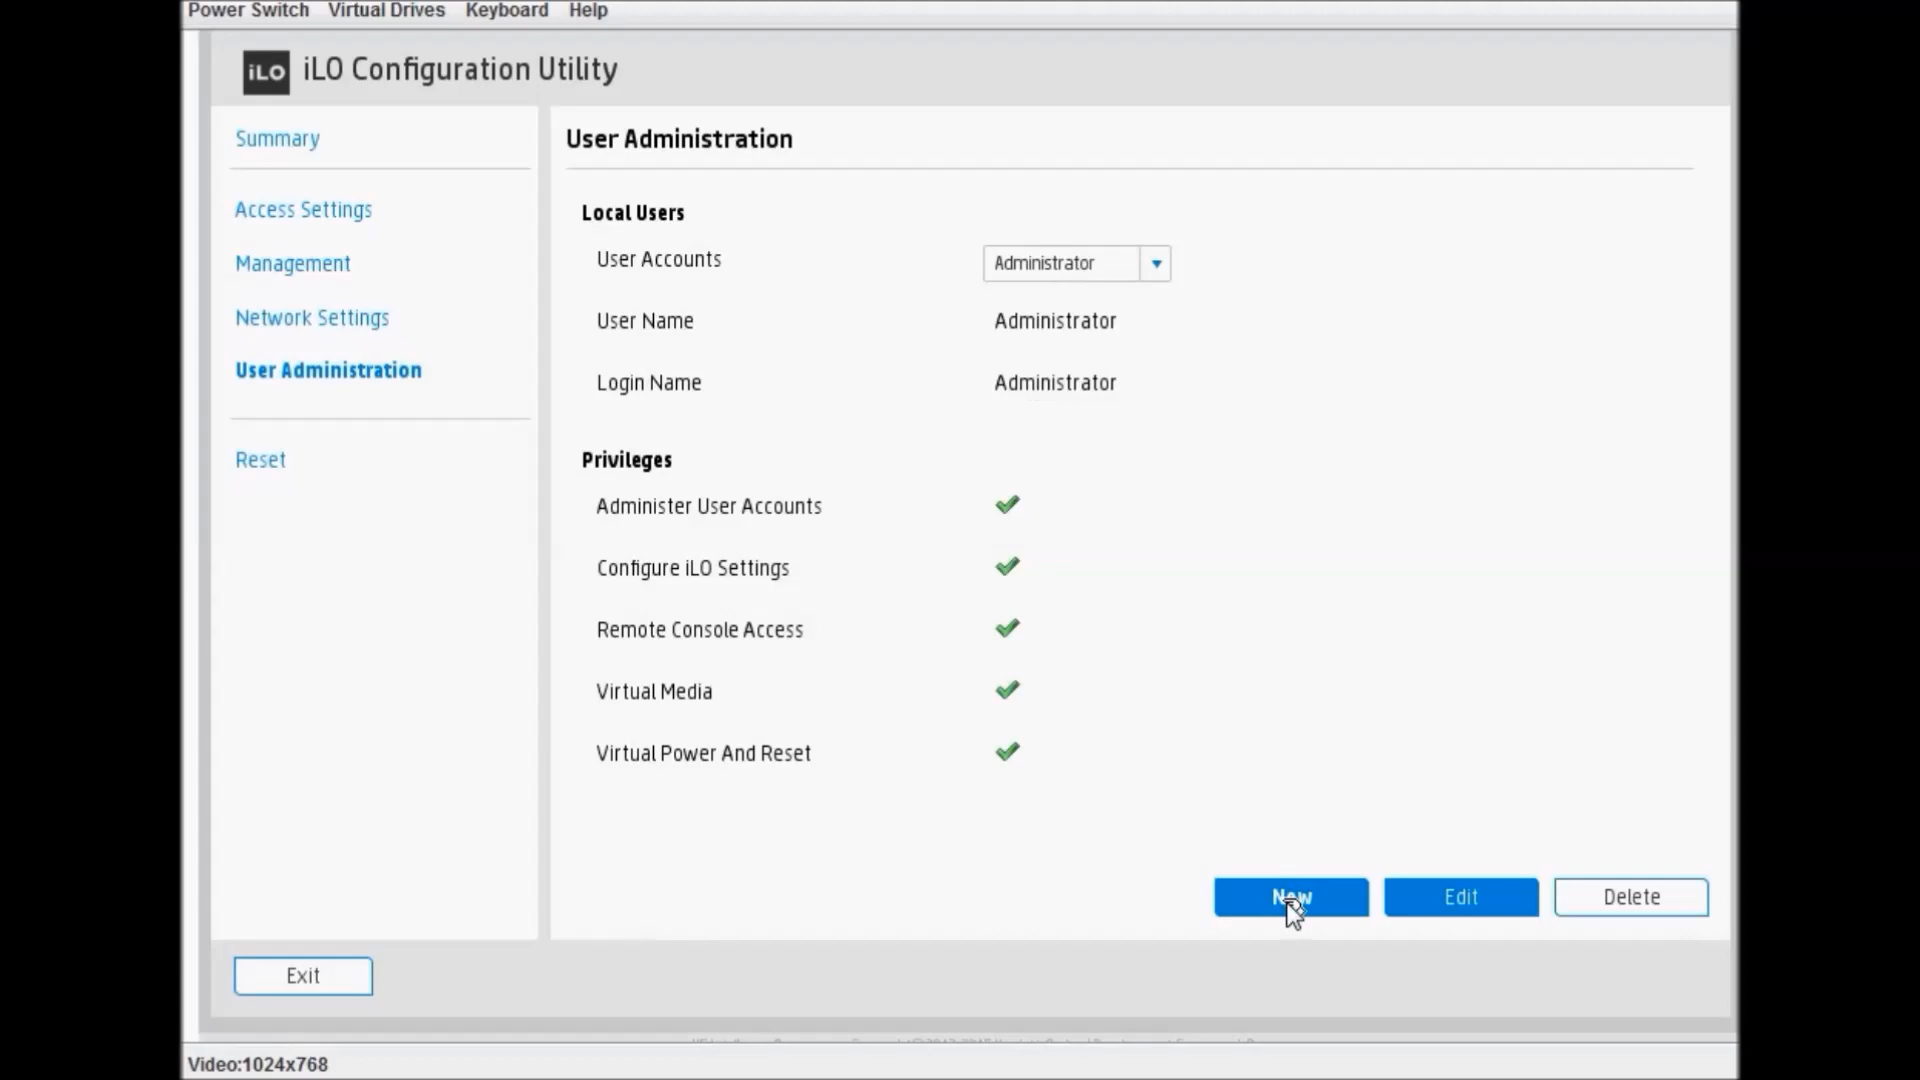 Power Switch Virtual Drives Keyboard Help
iLO iLO Configuration Utility
Summary
Access Settings
Management
Network Settings
User Administration
Reset
User Administration
Local Users
User Accounts Administrator
User Name Administrator
Login Name Administrator
Privileges
Administer User Accounts
Configure iLO Settings
Remote Console Access
Virtual Media
Virtual Power And Reset
New Edit Delete
Exit
Video:1024x768